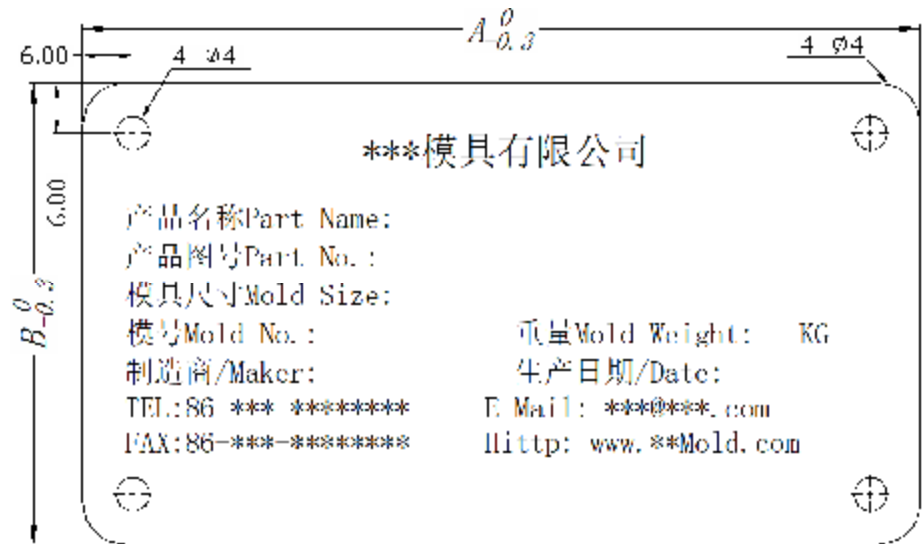 A 0 -0.3
6.00
4 Ø4
4 Ø4
6.00
B 0 -0.3
***模具有限公司
产品名称Part Name:
产品图号Part No.:
模具尺寸Mold Size:
模号Mold No.: 重量Mold Weight: KG
制造商/Maker: 生产日期/Date:
TEL:86 *** ******** E Mail: ***@***.com
FAX:86-***-******** Hittp: www.**Mold.com